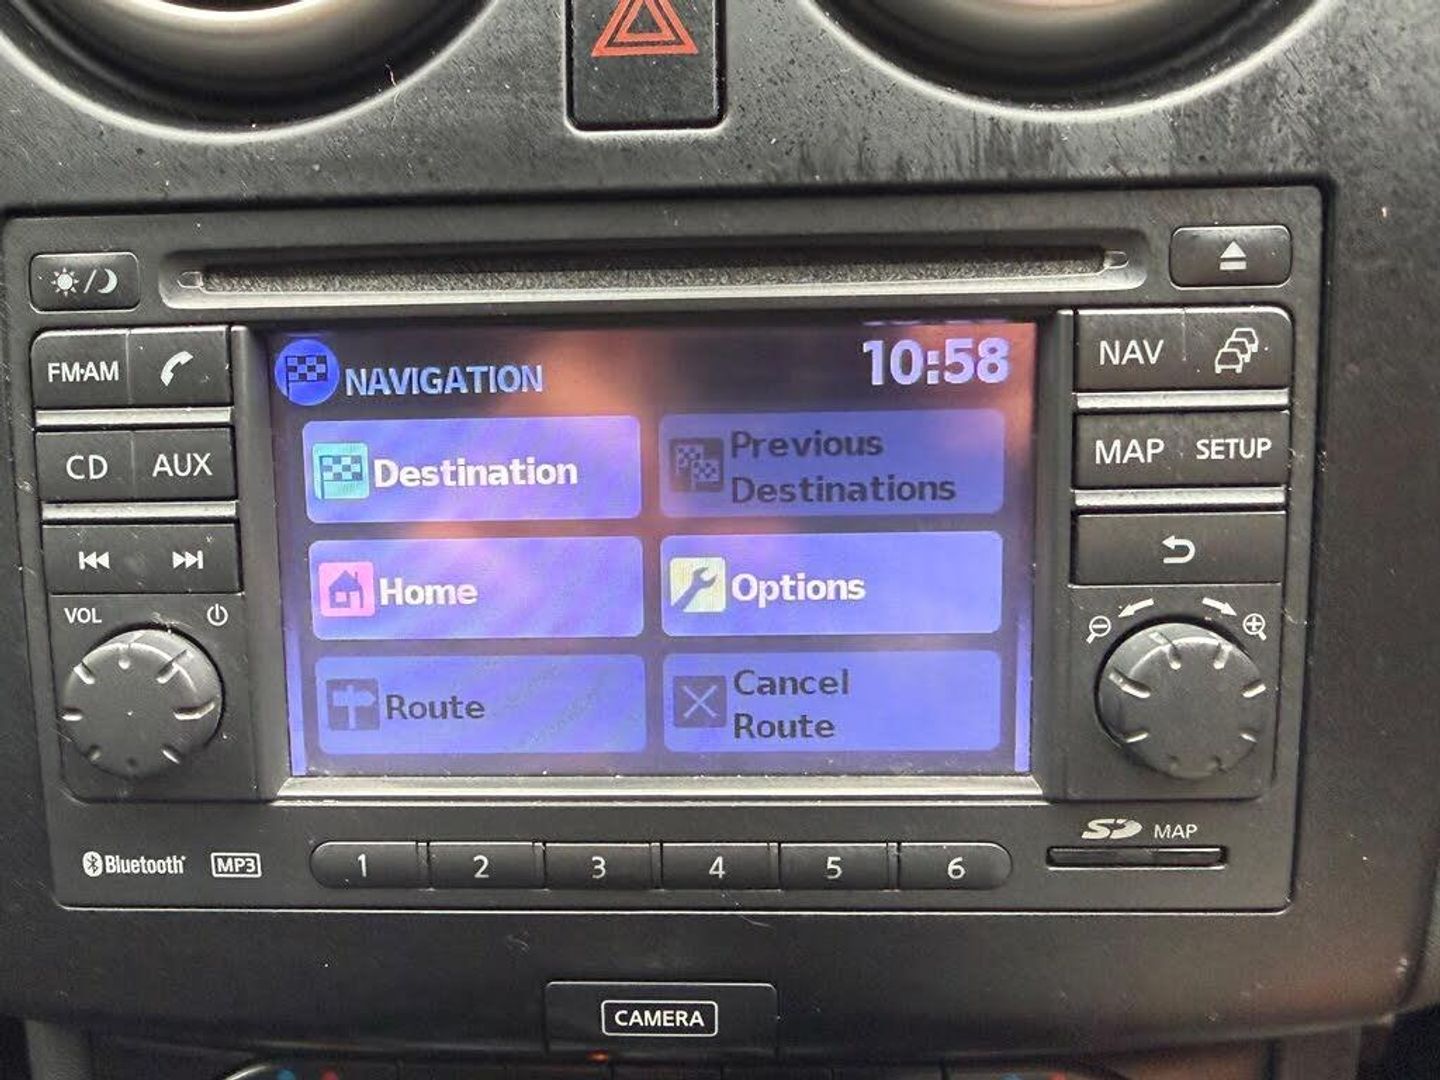 FM·AM
CD
AUX
VOL
NAVIGATION
10:58
Destination
Previous
Destinations
Home
Options
Route
Cancel
Route
NAV
MAP
SETUP
Bluetooth
MP3
1
2
3
4
5
6
SD
MAP
CAMERA